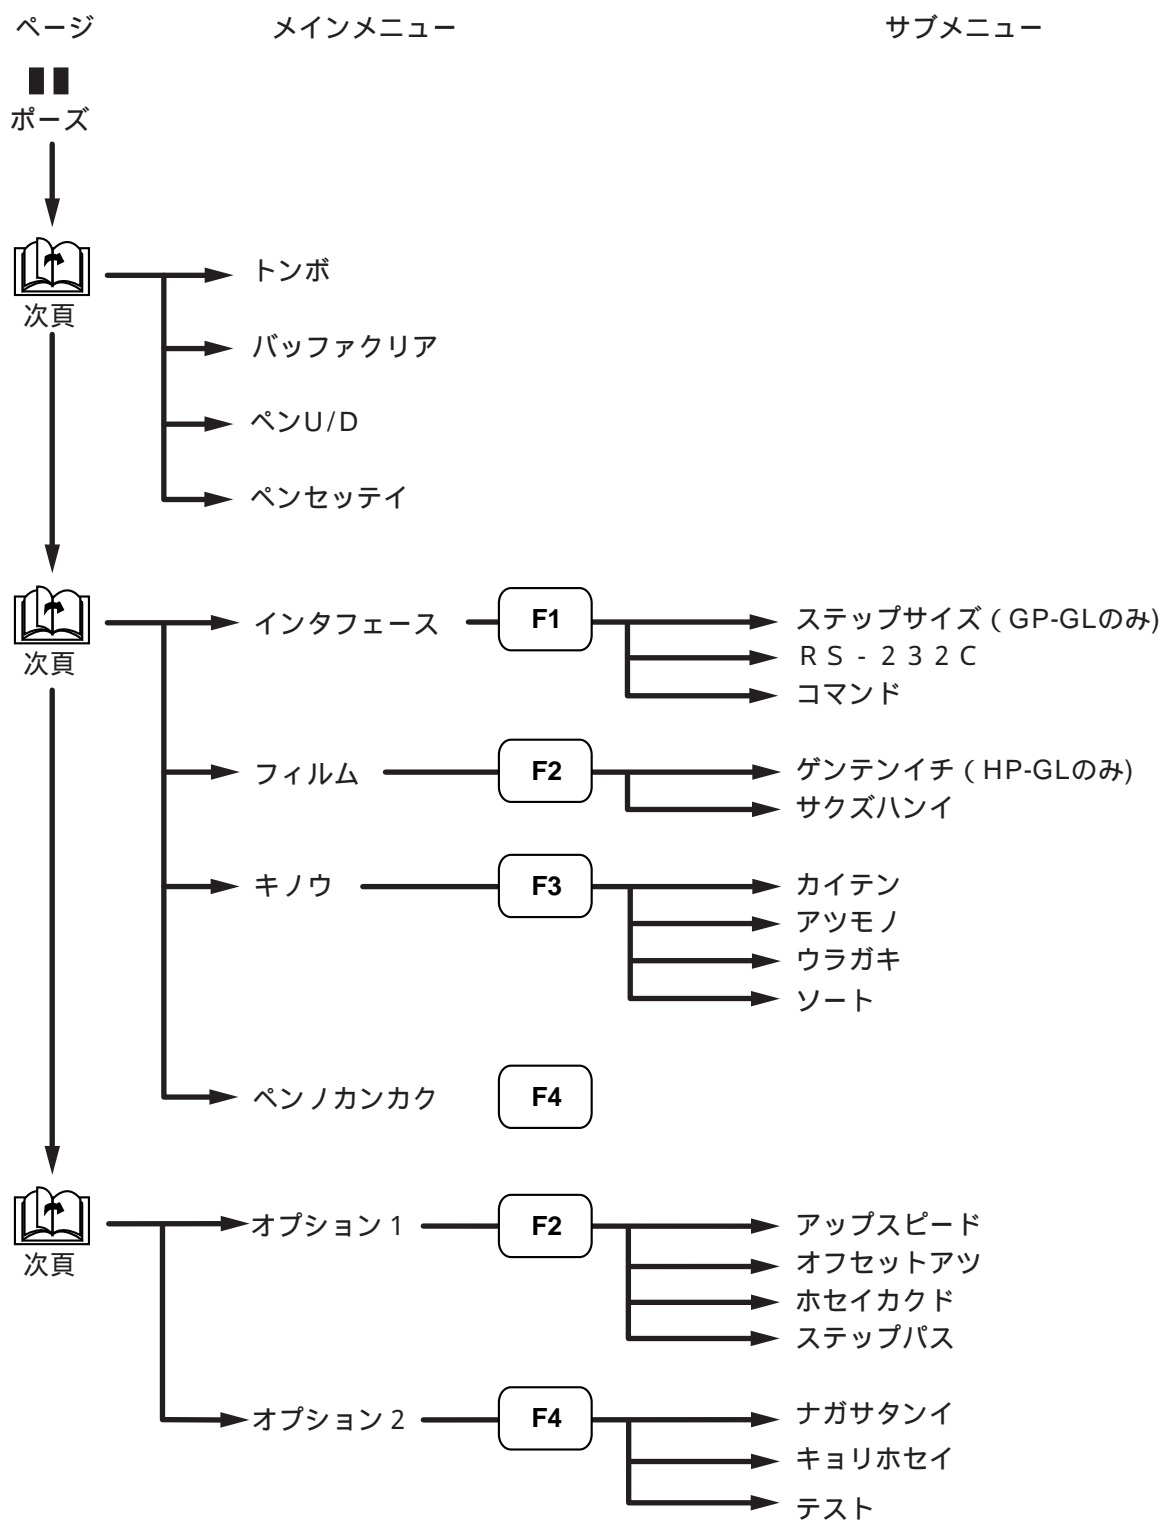 ページ メインメニュー サブメニュー
ポーズ
次頁
トンボ
バッファクリア
ペンU/D
ペンセッテイ
次頁
インタフェース F1 ステップサイズ(GP-GLのみ)
RS-232C
コマンド
フィルム F2 ゲンテンイチ(HP-GLのみ)
サクズハンイ
キノウ F3 カイテン
アツモノ
ウラガキ
ソート
ペンノカンカク F4
次頁
オプション1 F2 アップスピード
オフセットアツ
ホセイカクド
ステップパス
オプション2 F4 ナガサタンイ
キョリホセイ
テスト